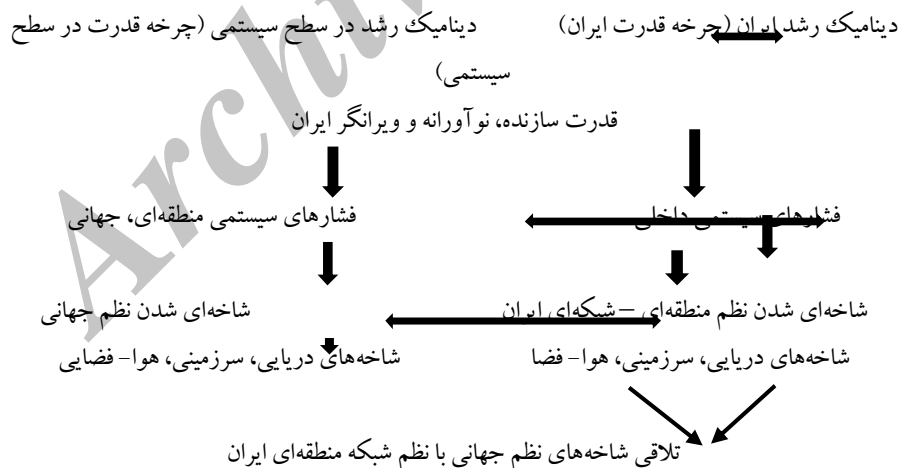 دینامیک رشد ایران (چرخه قدرت ایران) دینامیک رشد در سطح سیستمی (چرخه قدرت در سطح
سیستمی)
قدرت سازنده، نوآورانه و ویرانگر ایران
فشارهای سیستمی داخلی فشارهای سیستمی منطقه‌ای، جهانی
شاخه‌ای شدن نظم منطقه‌ای – شبکه‌ای ایران شاخه‌ای شدن نظم جهانی
شاخه‌های دریایی، سرزمینی، هوا- فضا شاخه‌های دریایی، سرزمینی، هوا- فضایی
تلاقی شاخه‌های نظم جهانی با نظم شبکه منطقه‌ای ایران